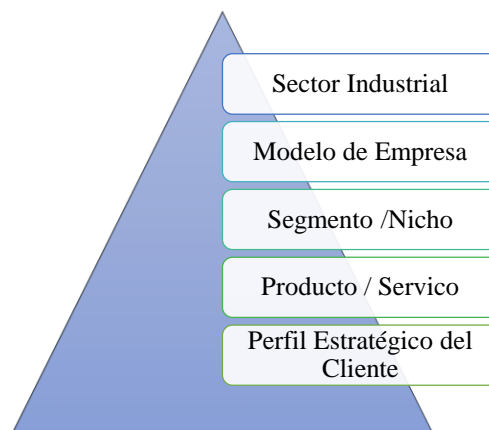 Sector Industrial
Modelo de Empresa
Segmento /Nicho
Producto / Servico
Perfil Estratégico del
Cliente